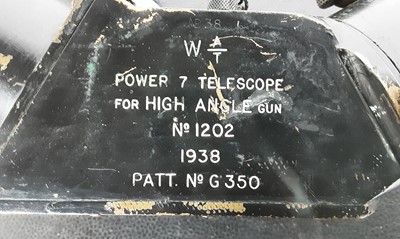 W A/T
POWER 7 TELESCOPE
FOR HIGH ANGLE GUN
Nº 1202
1938
PATT. Nº G 350